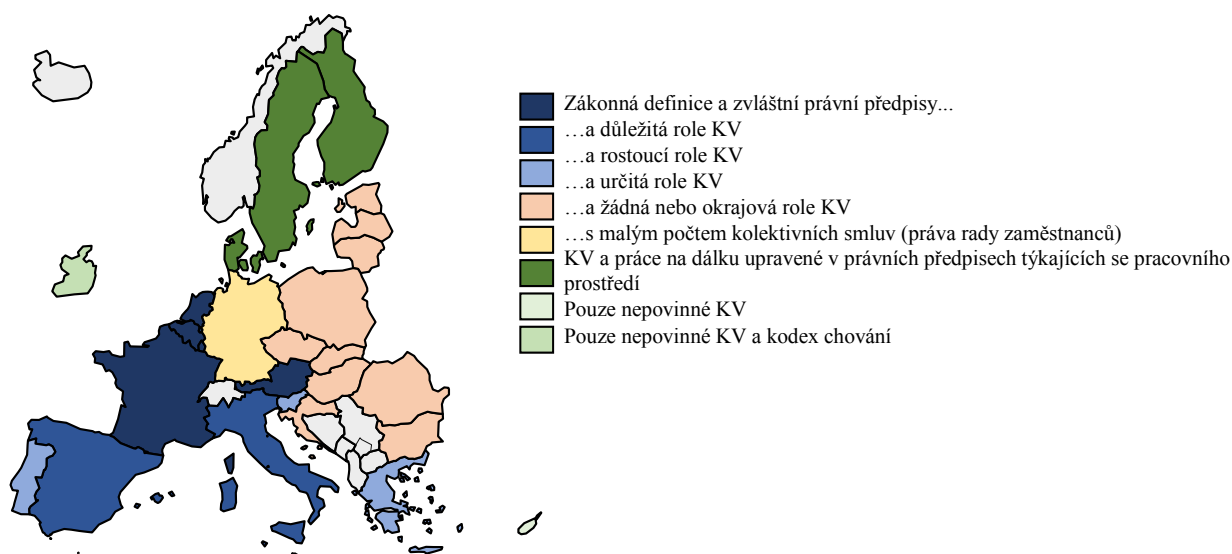 Zákonná definice a zvláštní právní předpisy...
…a důležitá role KV
…a rostoucí role KV
…a určitá role KV
…a žádná nebo okrajová role KV
…s malým počtem kolektivních smluv (práva rady zaměstnanců)
KV a práce na dálku upravené v právních předpisech týkajících se pracovního
prostředí
Pouze nepovinné KV
Pouze nepovinné KV a kodex chování